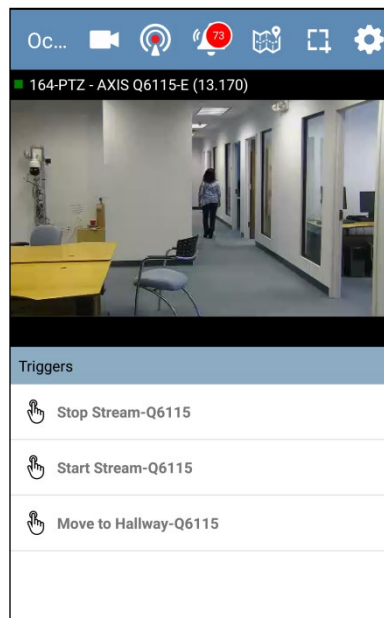 Oc...
73
164-PTZ - AXIS Q6115-E (13.170)
Triggers
Stop Stream-Q6115
Start Stream-Q6115
Move to Hallway-Q6115